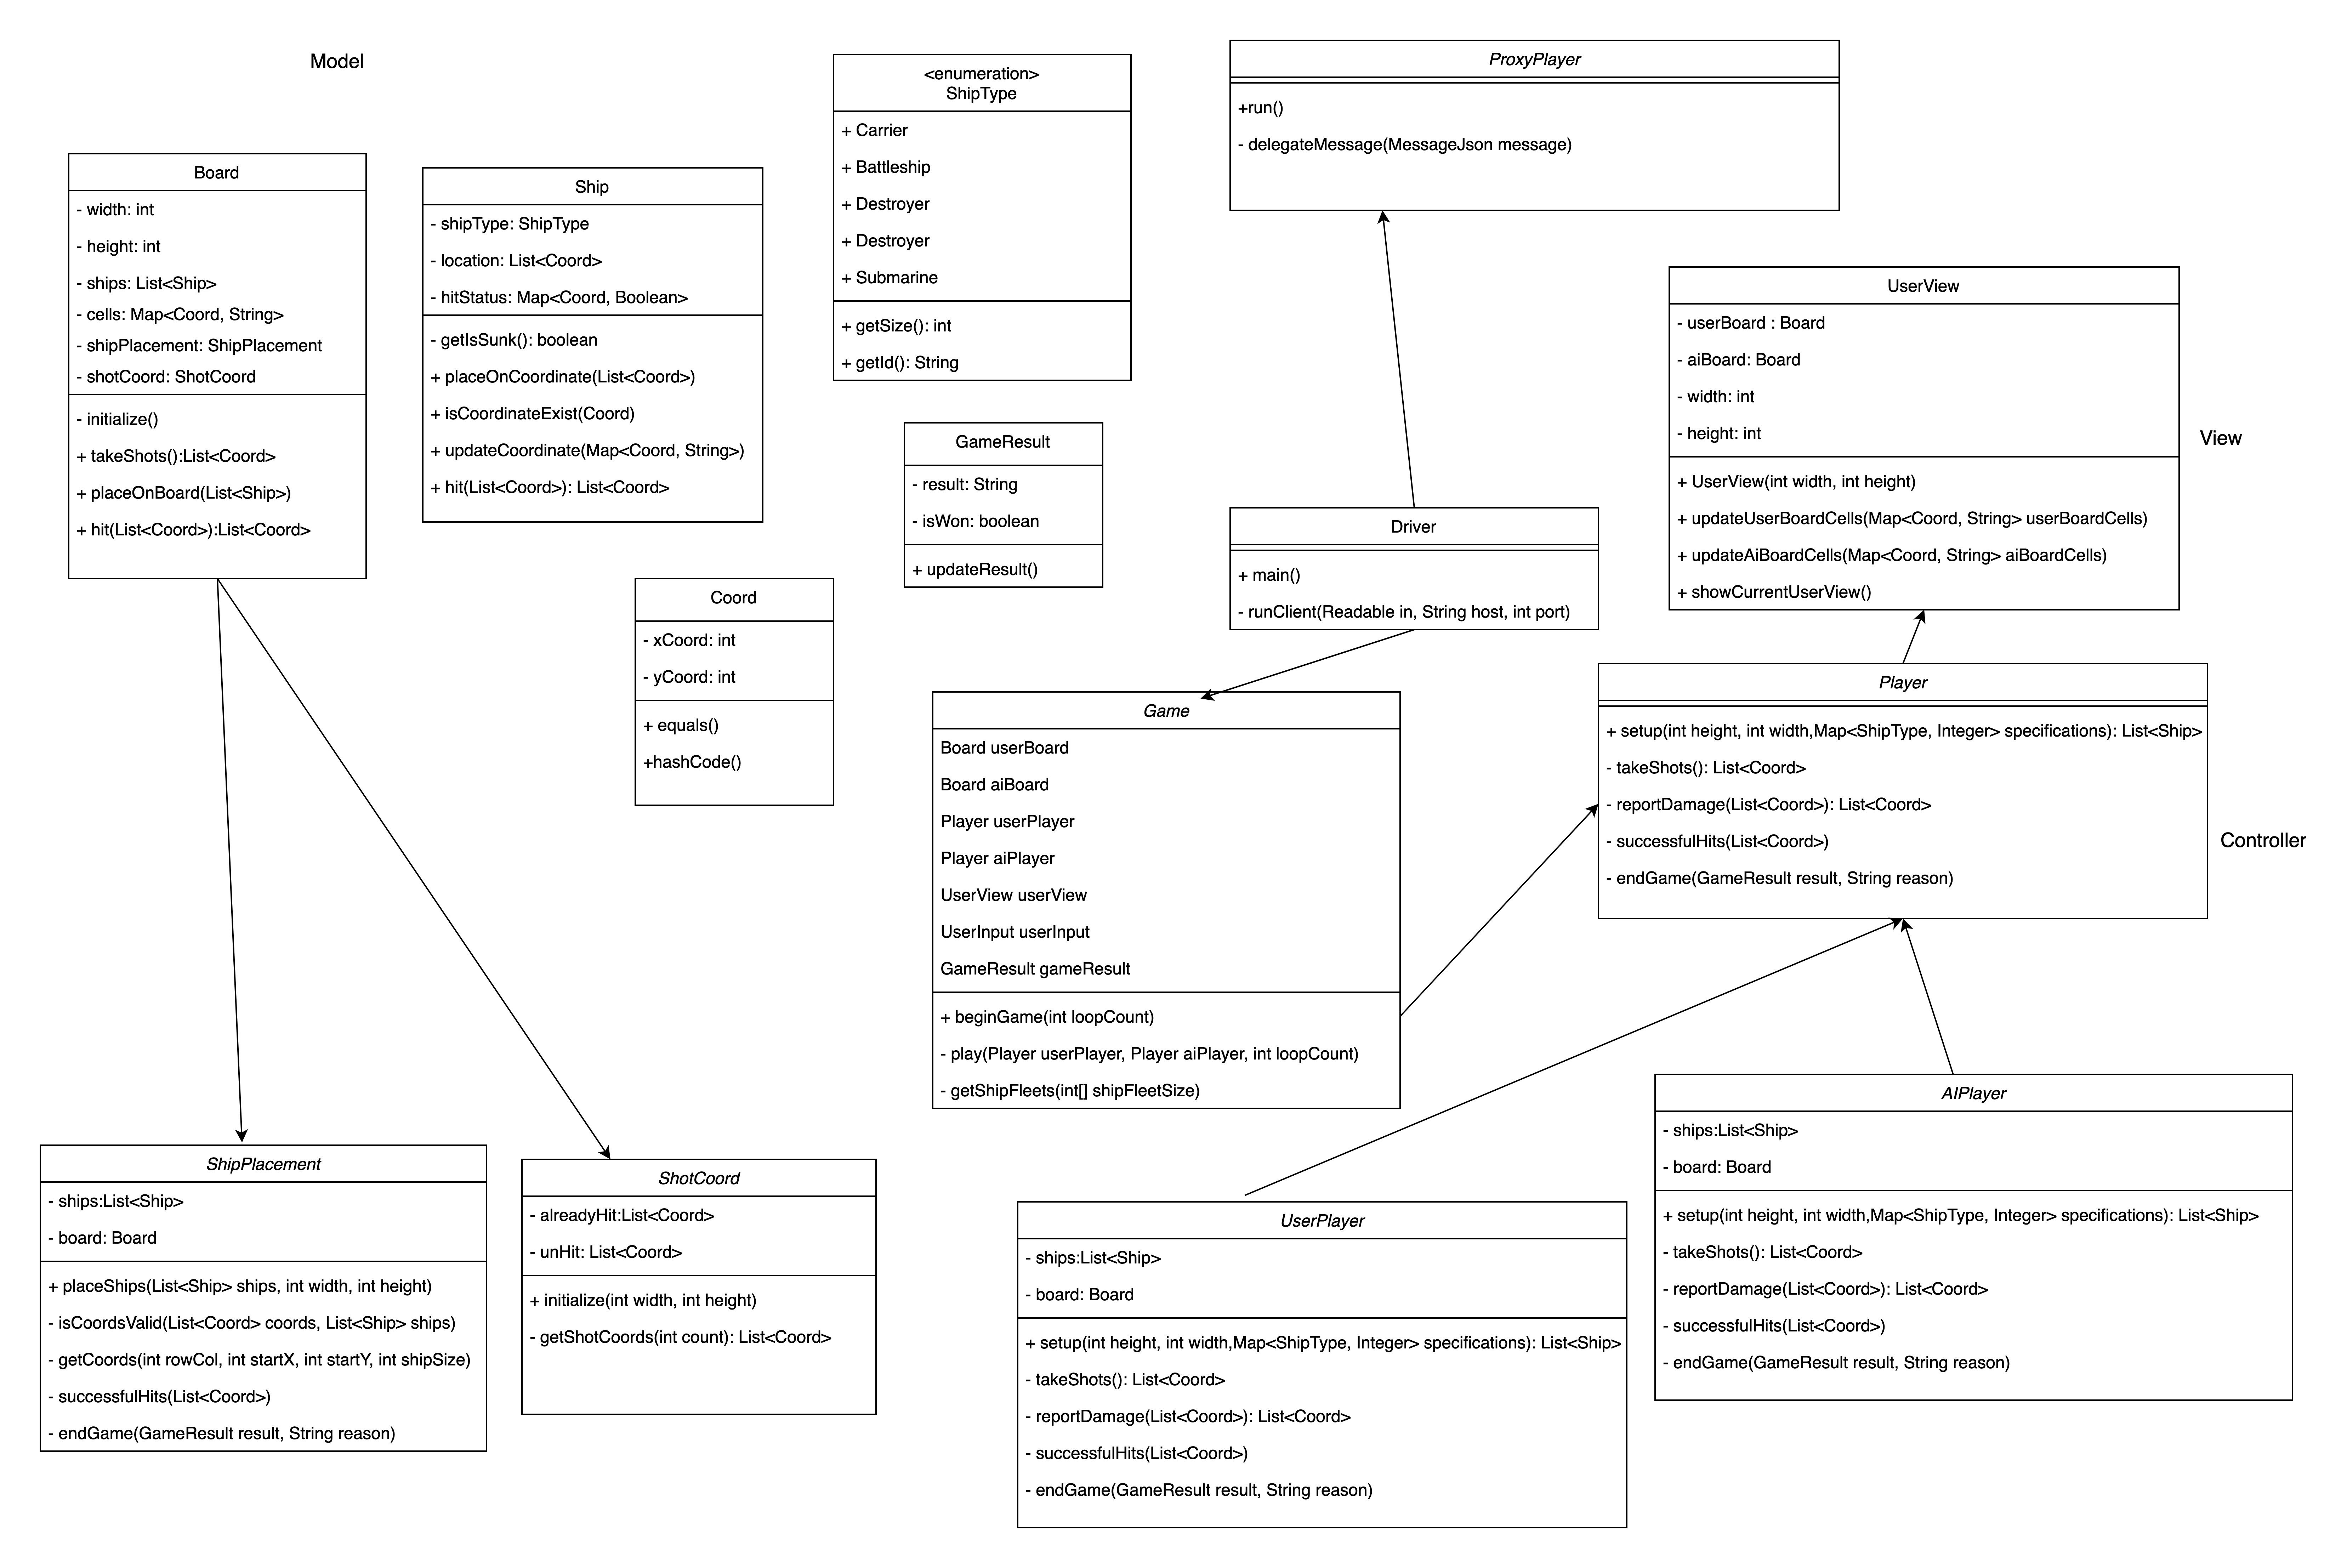 Model
Board
- width: int
- height: int
- ships: List<Ship>
- cells: Map<Coord, String>
- shipPlacement: ShipPlacement
- shotCoord: ShotCoord
- initialize()
+ takeShots():List<Coord>
+ placeOnBoard(List<Ship>)
+ hit(List<Coord>):List<Coord>
Ship
- shipType: ShipType
- location: List<Coord>
- hitStatus: Map<Coord, Boolean>
- getIsSunk(): boolean
+ placeOnCoordinate(List<Coord>)
+ isCoordinateExist(Coord)
+ updateCoordinate(Map<Coord, String>)
+ hit(List<Coord>): List<Coord>
<enumeration>
ShipType
+ Carrier
+ Battleship
+ Destroyer
+ Destroyer
+ Submarine
+ getSize(): int
+ getId(): String
ProxyPlayer
+run()
- delegateMessage(MessageJson message)
UserView
- userBoard : Board
- aiBoard: Board
- width: int
- height: int
+ UserView(int width, int height)
+ updateUserBoardCells(Map<Coord, String> userBoardCells)
+ updateAiBoardCells(Map<Coord, String> aiBoardCells)
+ showCurrentUserView()
View
GameResult
- result: String
- isWon: boolean
+ updateResult()
Driver
+ main()
- runClient(Readable in, String host, int port)
Coord
- xCoord: int
- yCoord: int
+ equals()
+hashCode()
Game
Board userBoard
Board aiBoard
Player userPlayer
Player aiPlayer
UserView userView
UserInput userInput
GameResult gameResult
+ beginGame(int loopCount)
- play(Player userPlayer, Player aiPlayer, int loopCount)
- getShipFleets(int[] shipFleetSize)
Player
+ setup(int height, int width,Map<ShipType, Integer> specifications): List<Ship>
- takeShots(): List<Coord>
- reportDamage(List<Coord>): List<Coord>
- successfulHits(List<Coord>)
- endGame(GameResult result, String reason)
Controller
ShipPlacement
- ships:List<Ship>
- board: Board
+ placeShips(List<Ship> ships, int width, int height)
- isCoordsValid(List<Coord> coords, List<Ship> ships)
- getCoords(int rowCol, int startX, int startY, int shipSize)
- successfulHits(List<Coord>)
- endGame(GameResult result, String reason)
ShotCoord
- alreadyHit:List<Coord>
- unHit: List<Coord>
+ initialize(int width, int height)
- getShotCoords(int count): List<Coord>
UserPlayer
- ships:List<Ship>
- board: Board
+ setup(int height, int width,Map<ShipType, Integer> specifications): List<Ship>
- takeShots(): List<Coord>
- reportDamage(List<Coord>): List<Coord>
- successfulHits(List<Coord>)
- endGame(GameResult result, String reason)
AIPlayer
- ships:List<Ship>
- board: Board
+ setup(int height, int width,Map<ShipType, Integer> specifications): List<Ship>
- takeShots(): List<Coord>
- reportDamage(List<Coord>): List<Coord>
- successfulHits(List<Coord>)
- endGame(GameResult result, String reason)